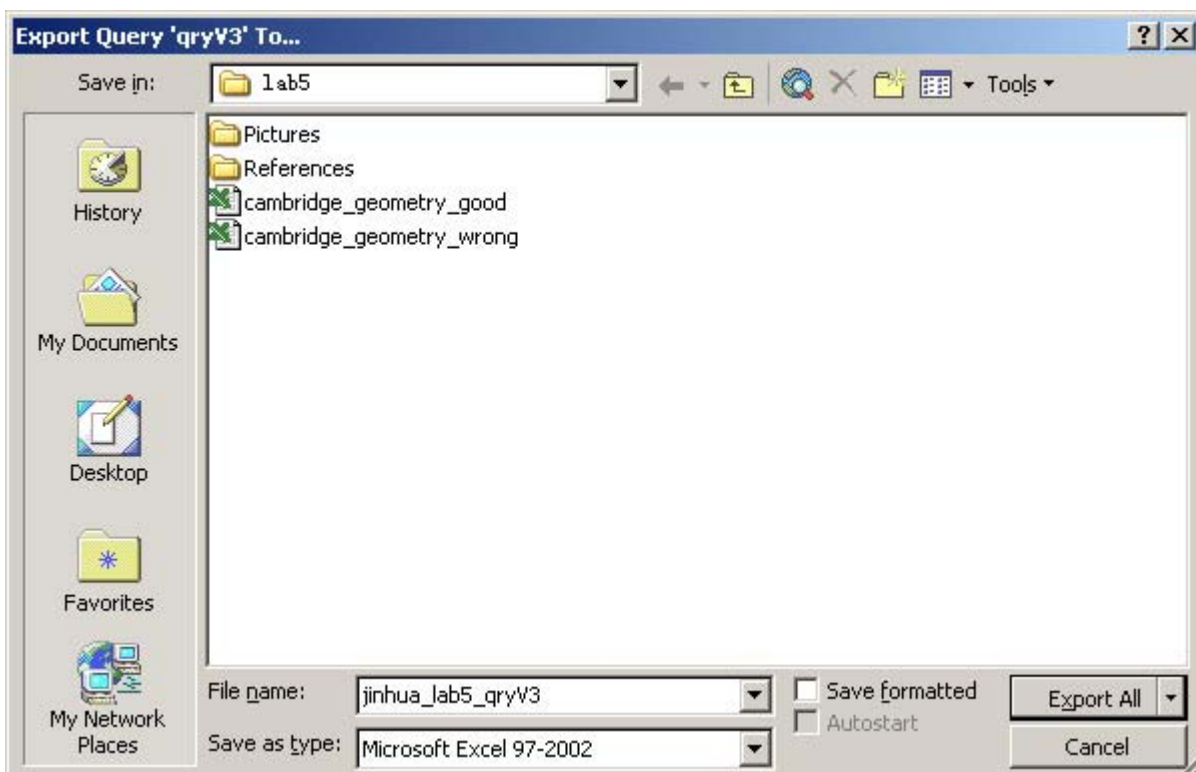 Export Query 'qryV3' To...
Save in:
lab5
Tools
Pictures
References
cambridge_geometry_good
cambridge_geometry_wrong
History
My Documents
Desktop
Favorites
My Network
Places
File name:
jinhua_lab5_qryV3
Save formatted
Export All
Save as type:
Microsoft Excel 97-2002
Autostart
Cancel